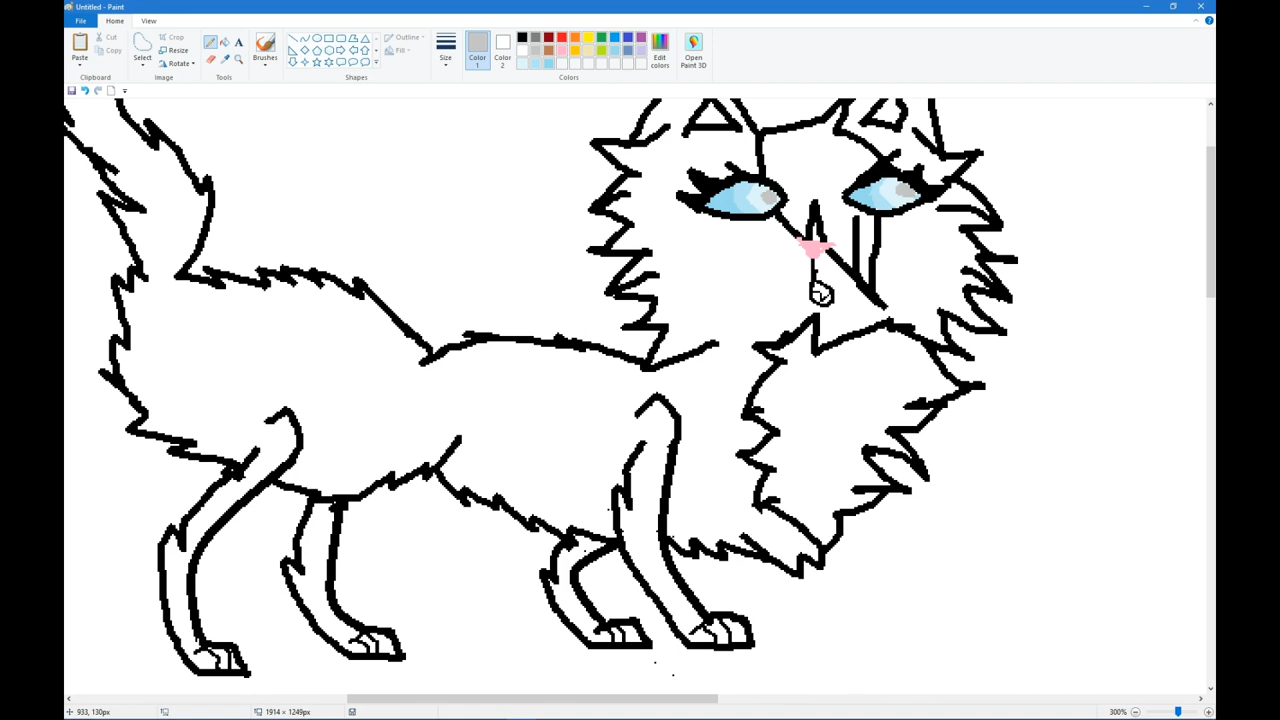 Untitled - Paint
File Home View
Paste
Cut
Copy
Clipboard
Select
Crop
Resize
Rotate
Image
A
Tools
Brushes
Outline
Fill
Shapes
Size
Color 1
Color 2
Edit colors
Colors
Open Paint 3D
933, 130px
1914 × 1249px
300%